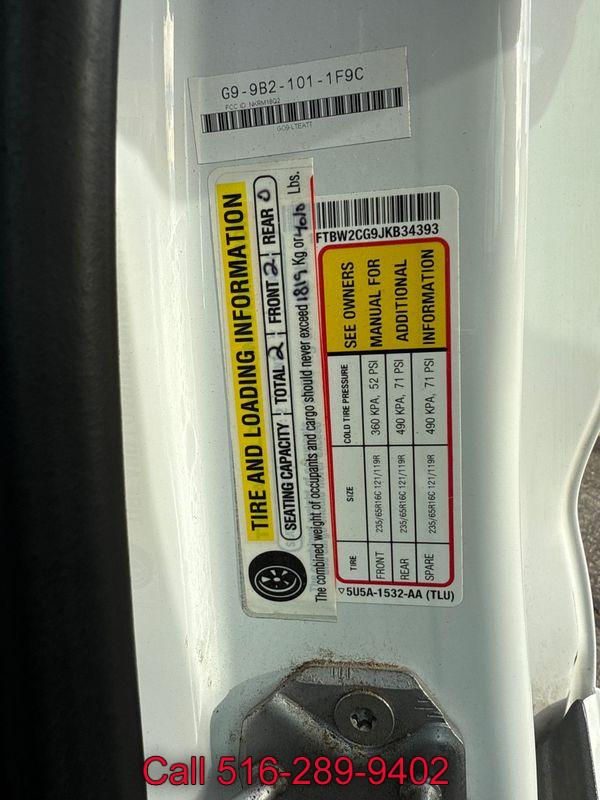 G9-9B2-101-1F9C
FCC ID: NKRM18Q2
GO9-LTEATT
TIRE AND LOADING INFORMATION
SEATING CAPACITY TOTAL 2 FRONT 2 REAR 0
The combined weight of occupants and cargo should never exceed 1819 Kg or 4010 Lbs.
FTBW2CG9JKB34393
TIRE SIZE COLD TIRE PRESSURE SEE OWNERS
FRONT 235/65R16C 121/119R 360 KPA, 52 PSI MANUAL FOR
REAR 235/65R16C 121/119R 490 KPA, 71 PSI ADDITIONAL
SPARE 235/65R16C 121/119R 490 KPA, 71 PSI INFORMATION
5U5A-1532-AA (TLU)
Call 516-289-9402